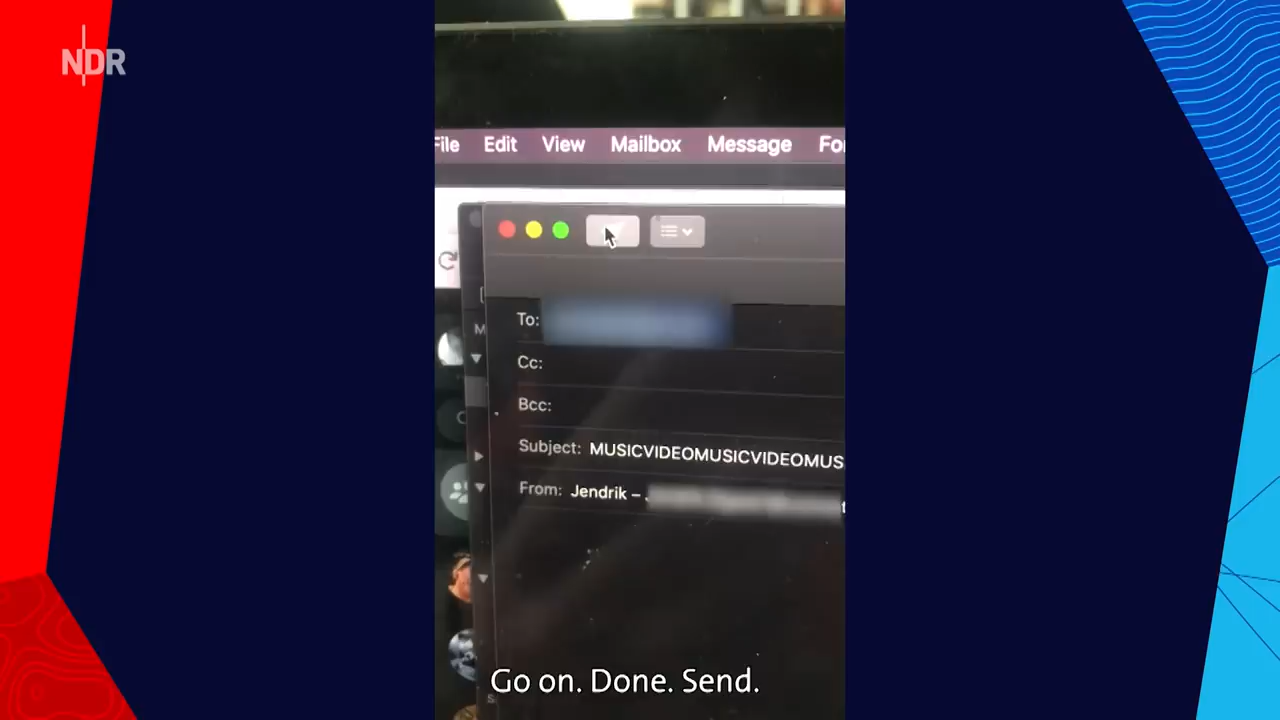 NDR
File Edit View Mailbox Message
To:
Cc:
Bcc:
Subject: MUSICVIDEOMUSICVIDEOMUS
From: Jendrik –
Go on. Done. Send.